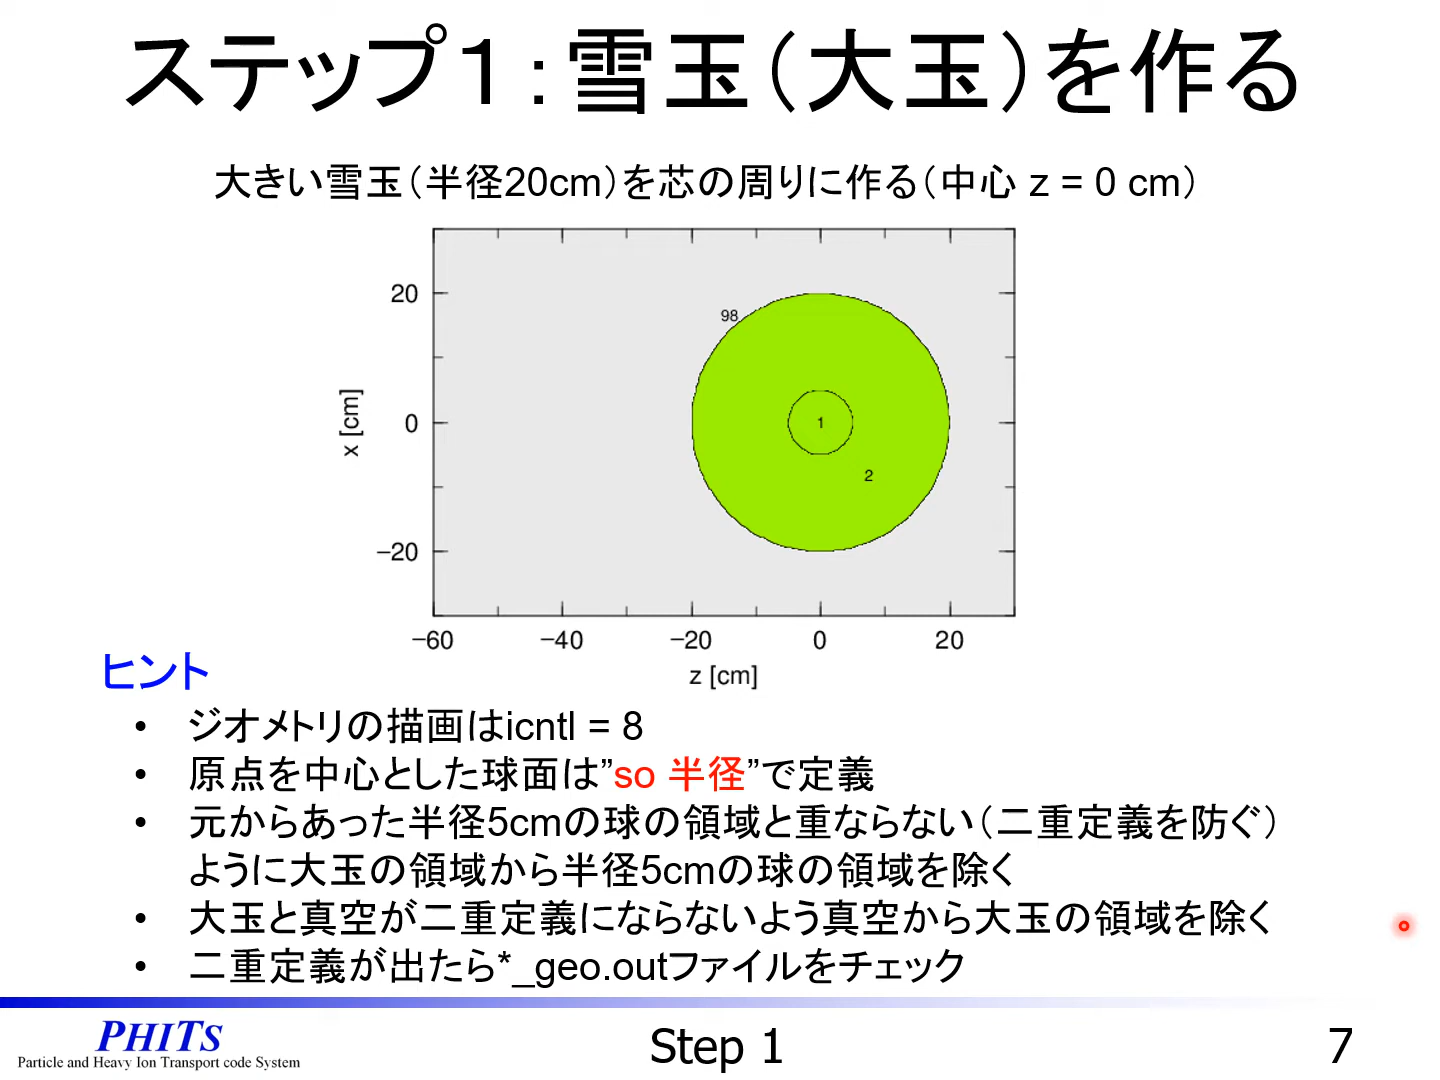 ステップ１：雪玉（大玉）を作る
大きい雪玉（半径20cm）を芯の周りに作る（中心 z = 0 cm）
20
0
−20
x [cm]
98
1
2
−60 −40 −20 0 20
z [cm]
ヒント
• ジオメトリの描画はicntl = 8
• 原点を中心とした球面は”so 半径”で定義
• 元からあった半径5cmの球の領域と重ならない（二重定義を防ぐ）
ように大玉の領域から半径5cmの球の領域を除く
• 大玉と真空が二重定義にならないよう真空から大玉の領域を除く
• 二重定義が出たら*_geo.outファイルをチェック
PHITS
Particle and Heavy Ion Transport code System
Step 1
7